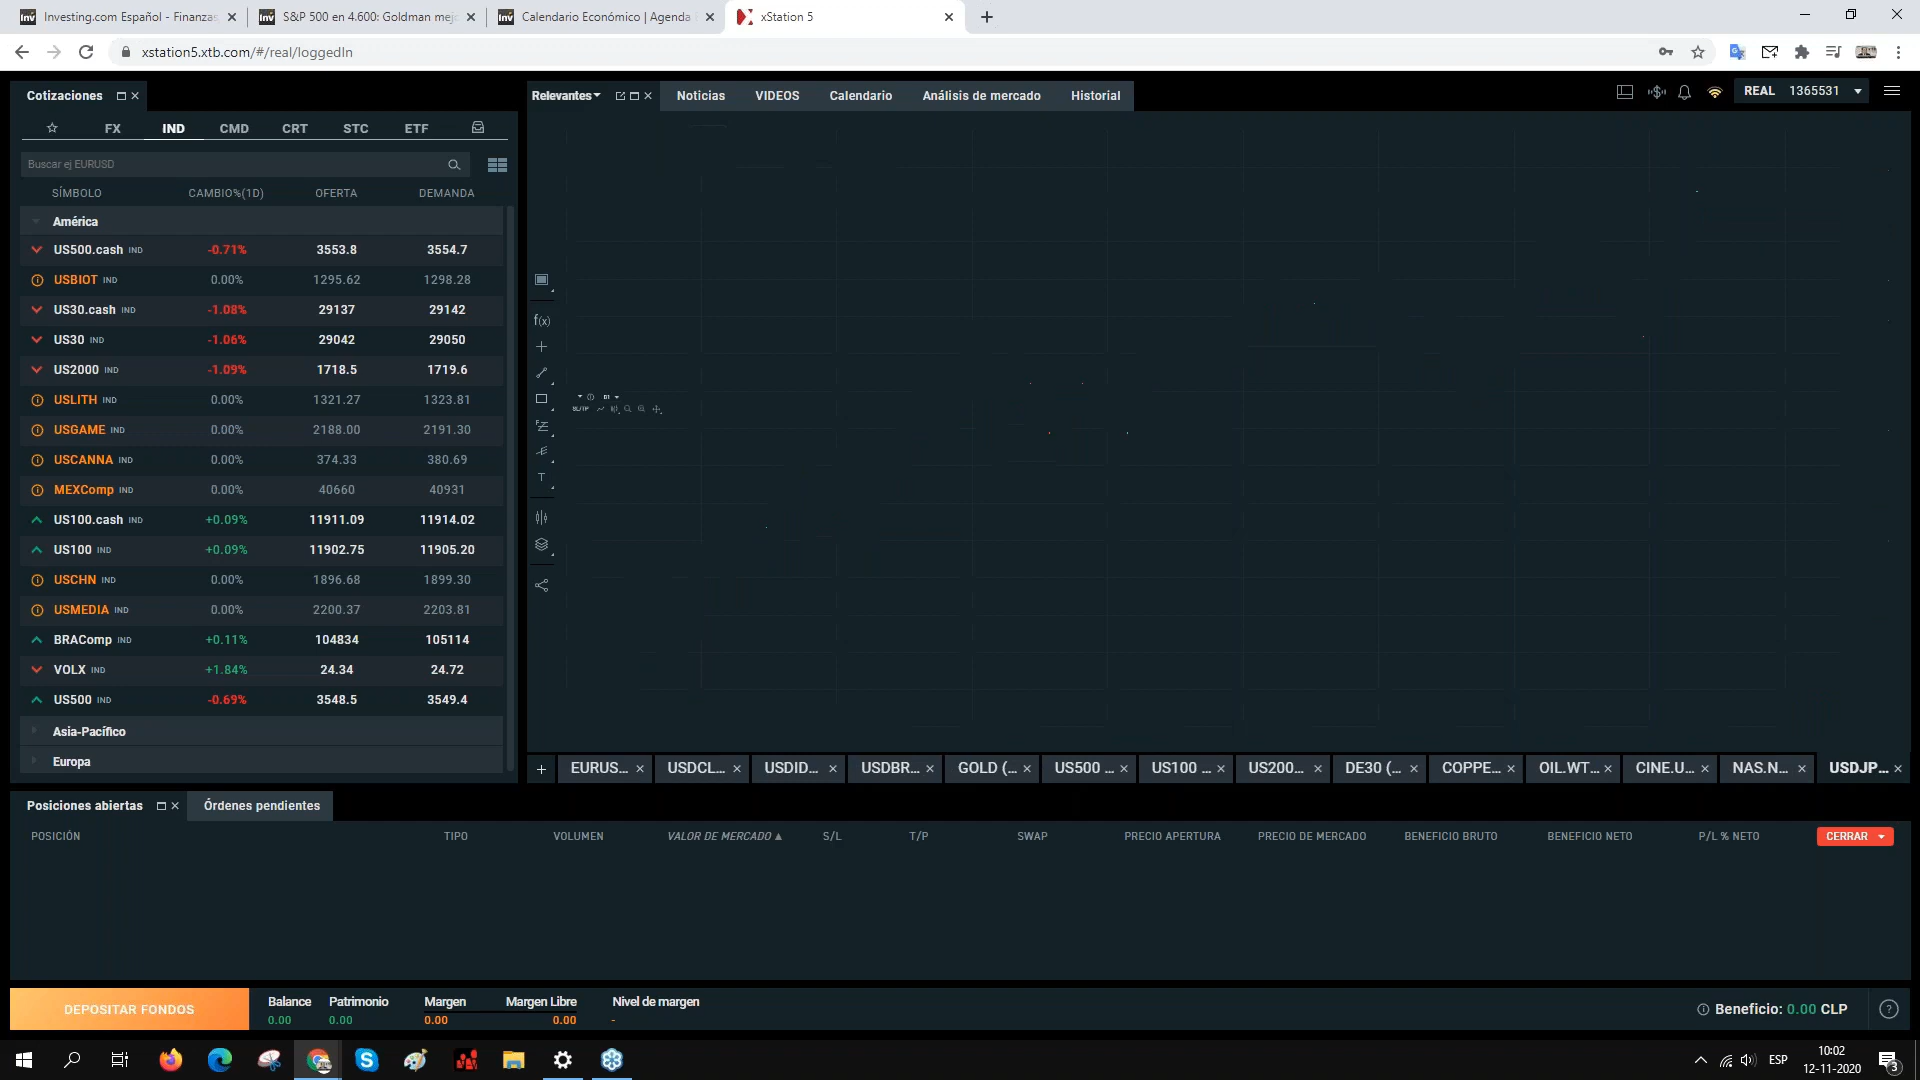 Investing.com Español - Finanzas
S&P 500 en 4.600: Goldman mejo
Calendario Económico | Agenda
xStation 5
xstation5.xtb.com/#/real/loggedIn
Cotizaciones
Relevantes
Noticias
VIDEOS
Calendario
Análisis de mercado
Historial
REAL 1365531
FX IND CMD CRT STC ETF
Buscar ej EURUSD
SÍMBOLO CAMBIO%(1D) OFERTA DEMANDA
América
US500.cash IND -0.71% 3553.8 3554.7
USBIOT IND 0.00% 1295.62 1298.28
US30.cash IND -1.08% 29137 29142
US30 IND -1.06% 29042 29050
US2000 IND -1.09% 1718.5 1719.6
USLITH IND 0.00% 1321.27 1323.81
USGAME IND 0.00% 2188.00 2191.30
USCANNA IND 0.00% 374.33 380.69
MEXComp IND 0.00% 40660 40931
US100.cash IND +0.09% 11911.09 11914.02
US100 IND +0.09% 11902.75 11905.20
USCHN IND 0.00% 1896.68 1899.30
USMEDIA IND 0.00% 2200.37 2203.81
BRAComp IND +0.11% 104834 105114
VOLX IND +1.84% 24.34 24.72
US500 IND -0.69% 3548.5 3549.4
Asia-Pacífico
Europa
f(x)
T
SL/TP
D1
EURUS... USDCL... USDID... USDBR... GOLD (... US500 ... US100 ... US200... DE30 (... COPPE... OIL.WT... CINE.U... NAS.N... USDJP...
Posiciones abiertas
Órdenes pendientes
POSICIÓN TIPO VOLUMEN VALOR DE MERCADO S/L T/P SWAP PRECIO APERTURA PRECIO DE MERCADO BENEFICIO BRUTO BENEFICIO NETO P/L % NETO CERRAR
DEPOSITAR FONDOS
Balance Patrimonio Margen Margen Libre Nivel de margen
0.00 0.00 0.00 0.00 -
Beneficio: 0.00 CLP
ESP
10:02
12-11-2020
3